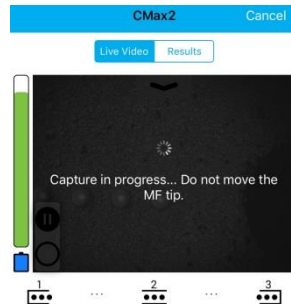 CMax2 Cancel
Live Video Results
Capture in progress... Do not move the
MF tip.
1 ... 2 ... 3